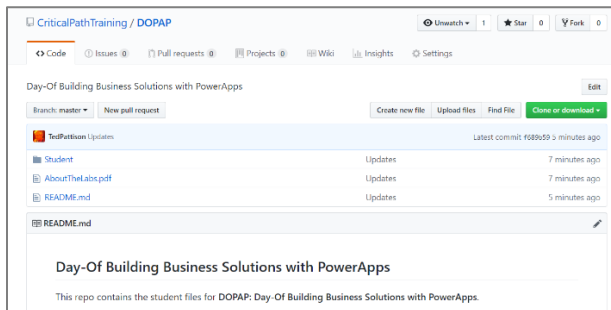 CriticalPathTraining / DOPAP
Unwatch 1 Star 0 Fork 0
Code Issues 0 Pull requests 0 Projects 0 Wiki Insights Settings
Day-Of Building Business Solutions with PowerApps Edit
Branch: master New pull request Create new file Upload files Find File Clone or download
TedPattison Updates Latest commit f689b59 5 minutes ago
Student Updates 7 minutes ago
AboutTheLabs.pdf Updates 7 minutes ago
README.md Updates 5 minutes ago
README.md
Day-Of Building Business Solutions with PowerApps
This repo contains the student files for DOPAP: Day-Of Building Business Solutions with PowerApps.